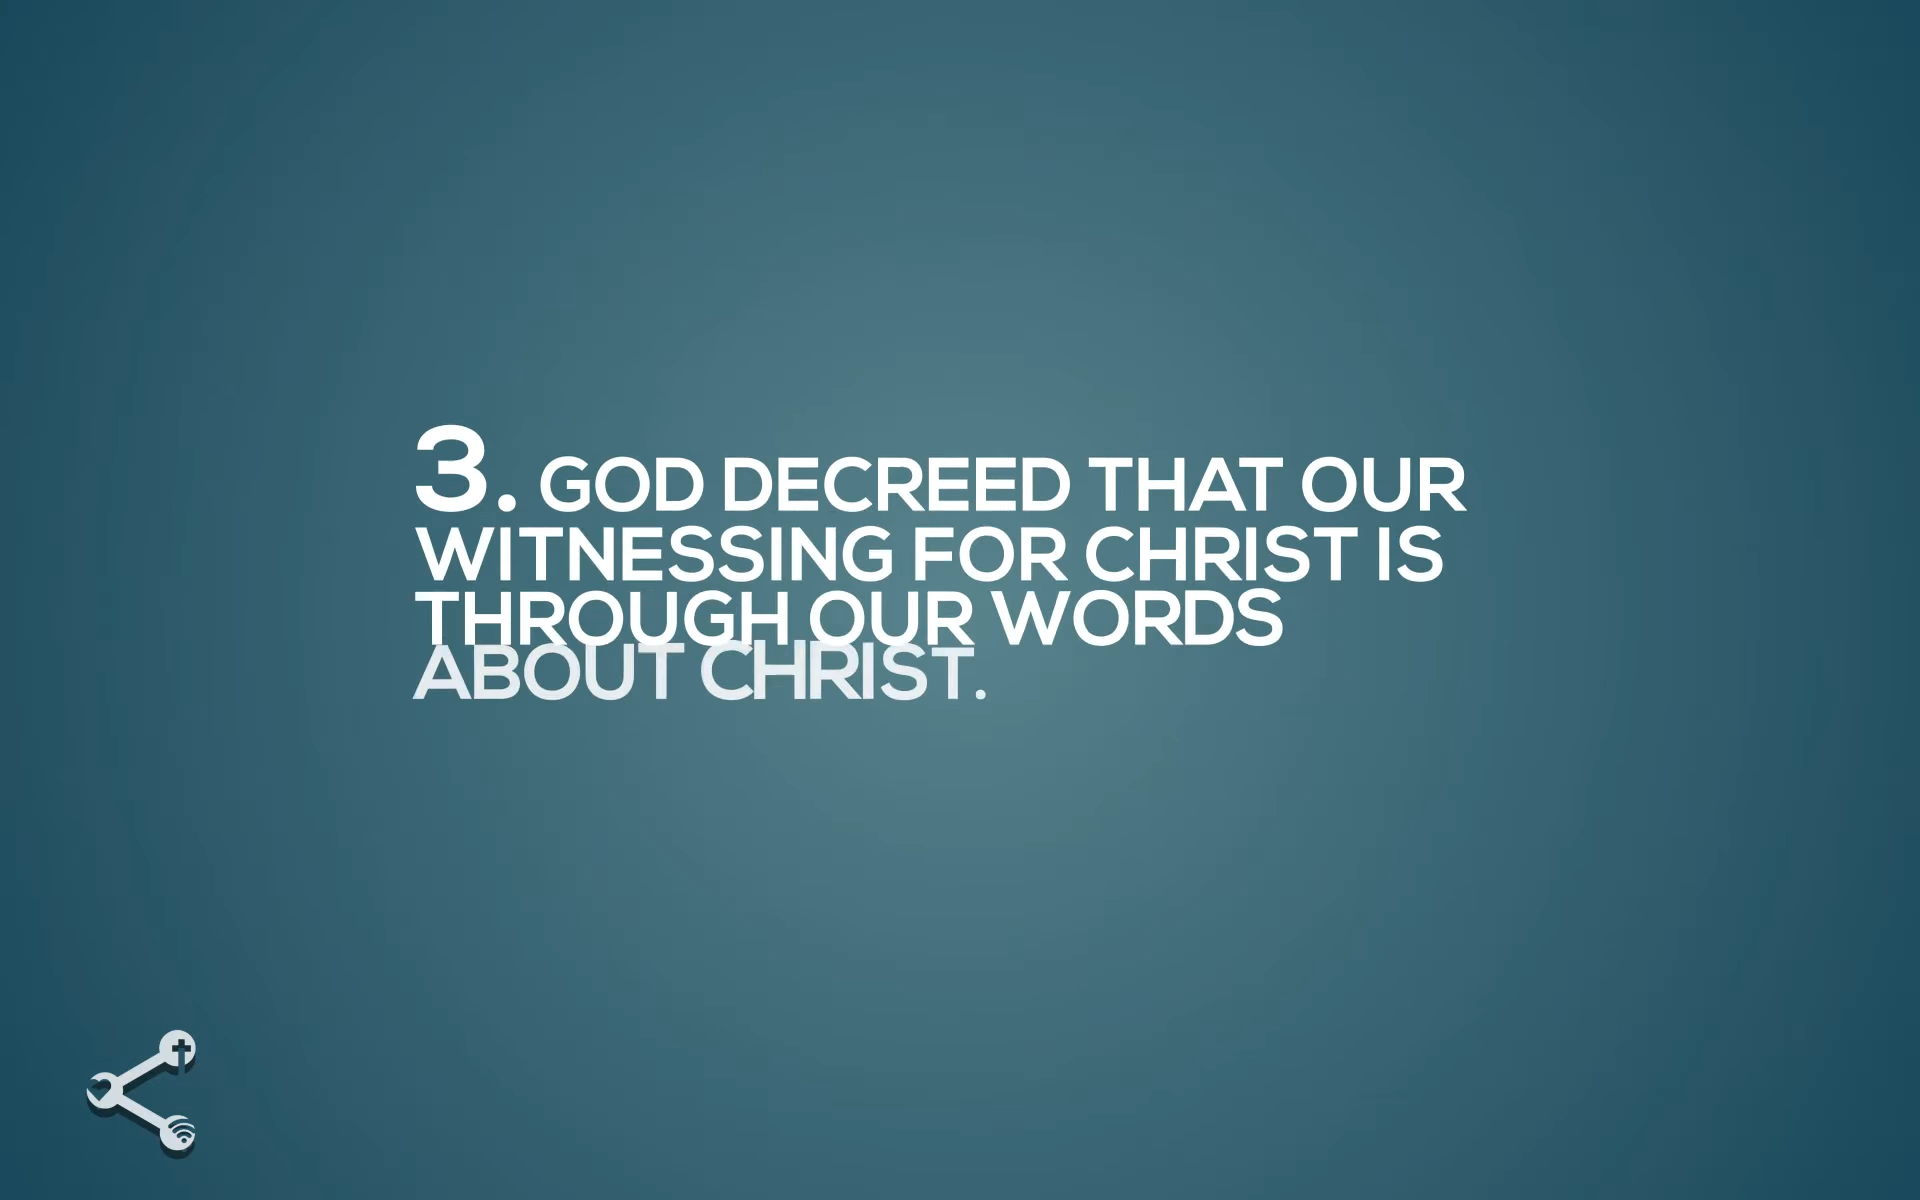 3. GOD DECREED THAT OUR
WITNESSING FOR CHRIST IS
THROUGH OUR WORDS
ABOUT CHRIST.